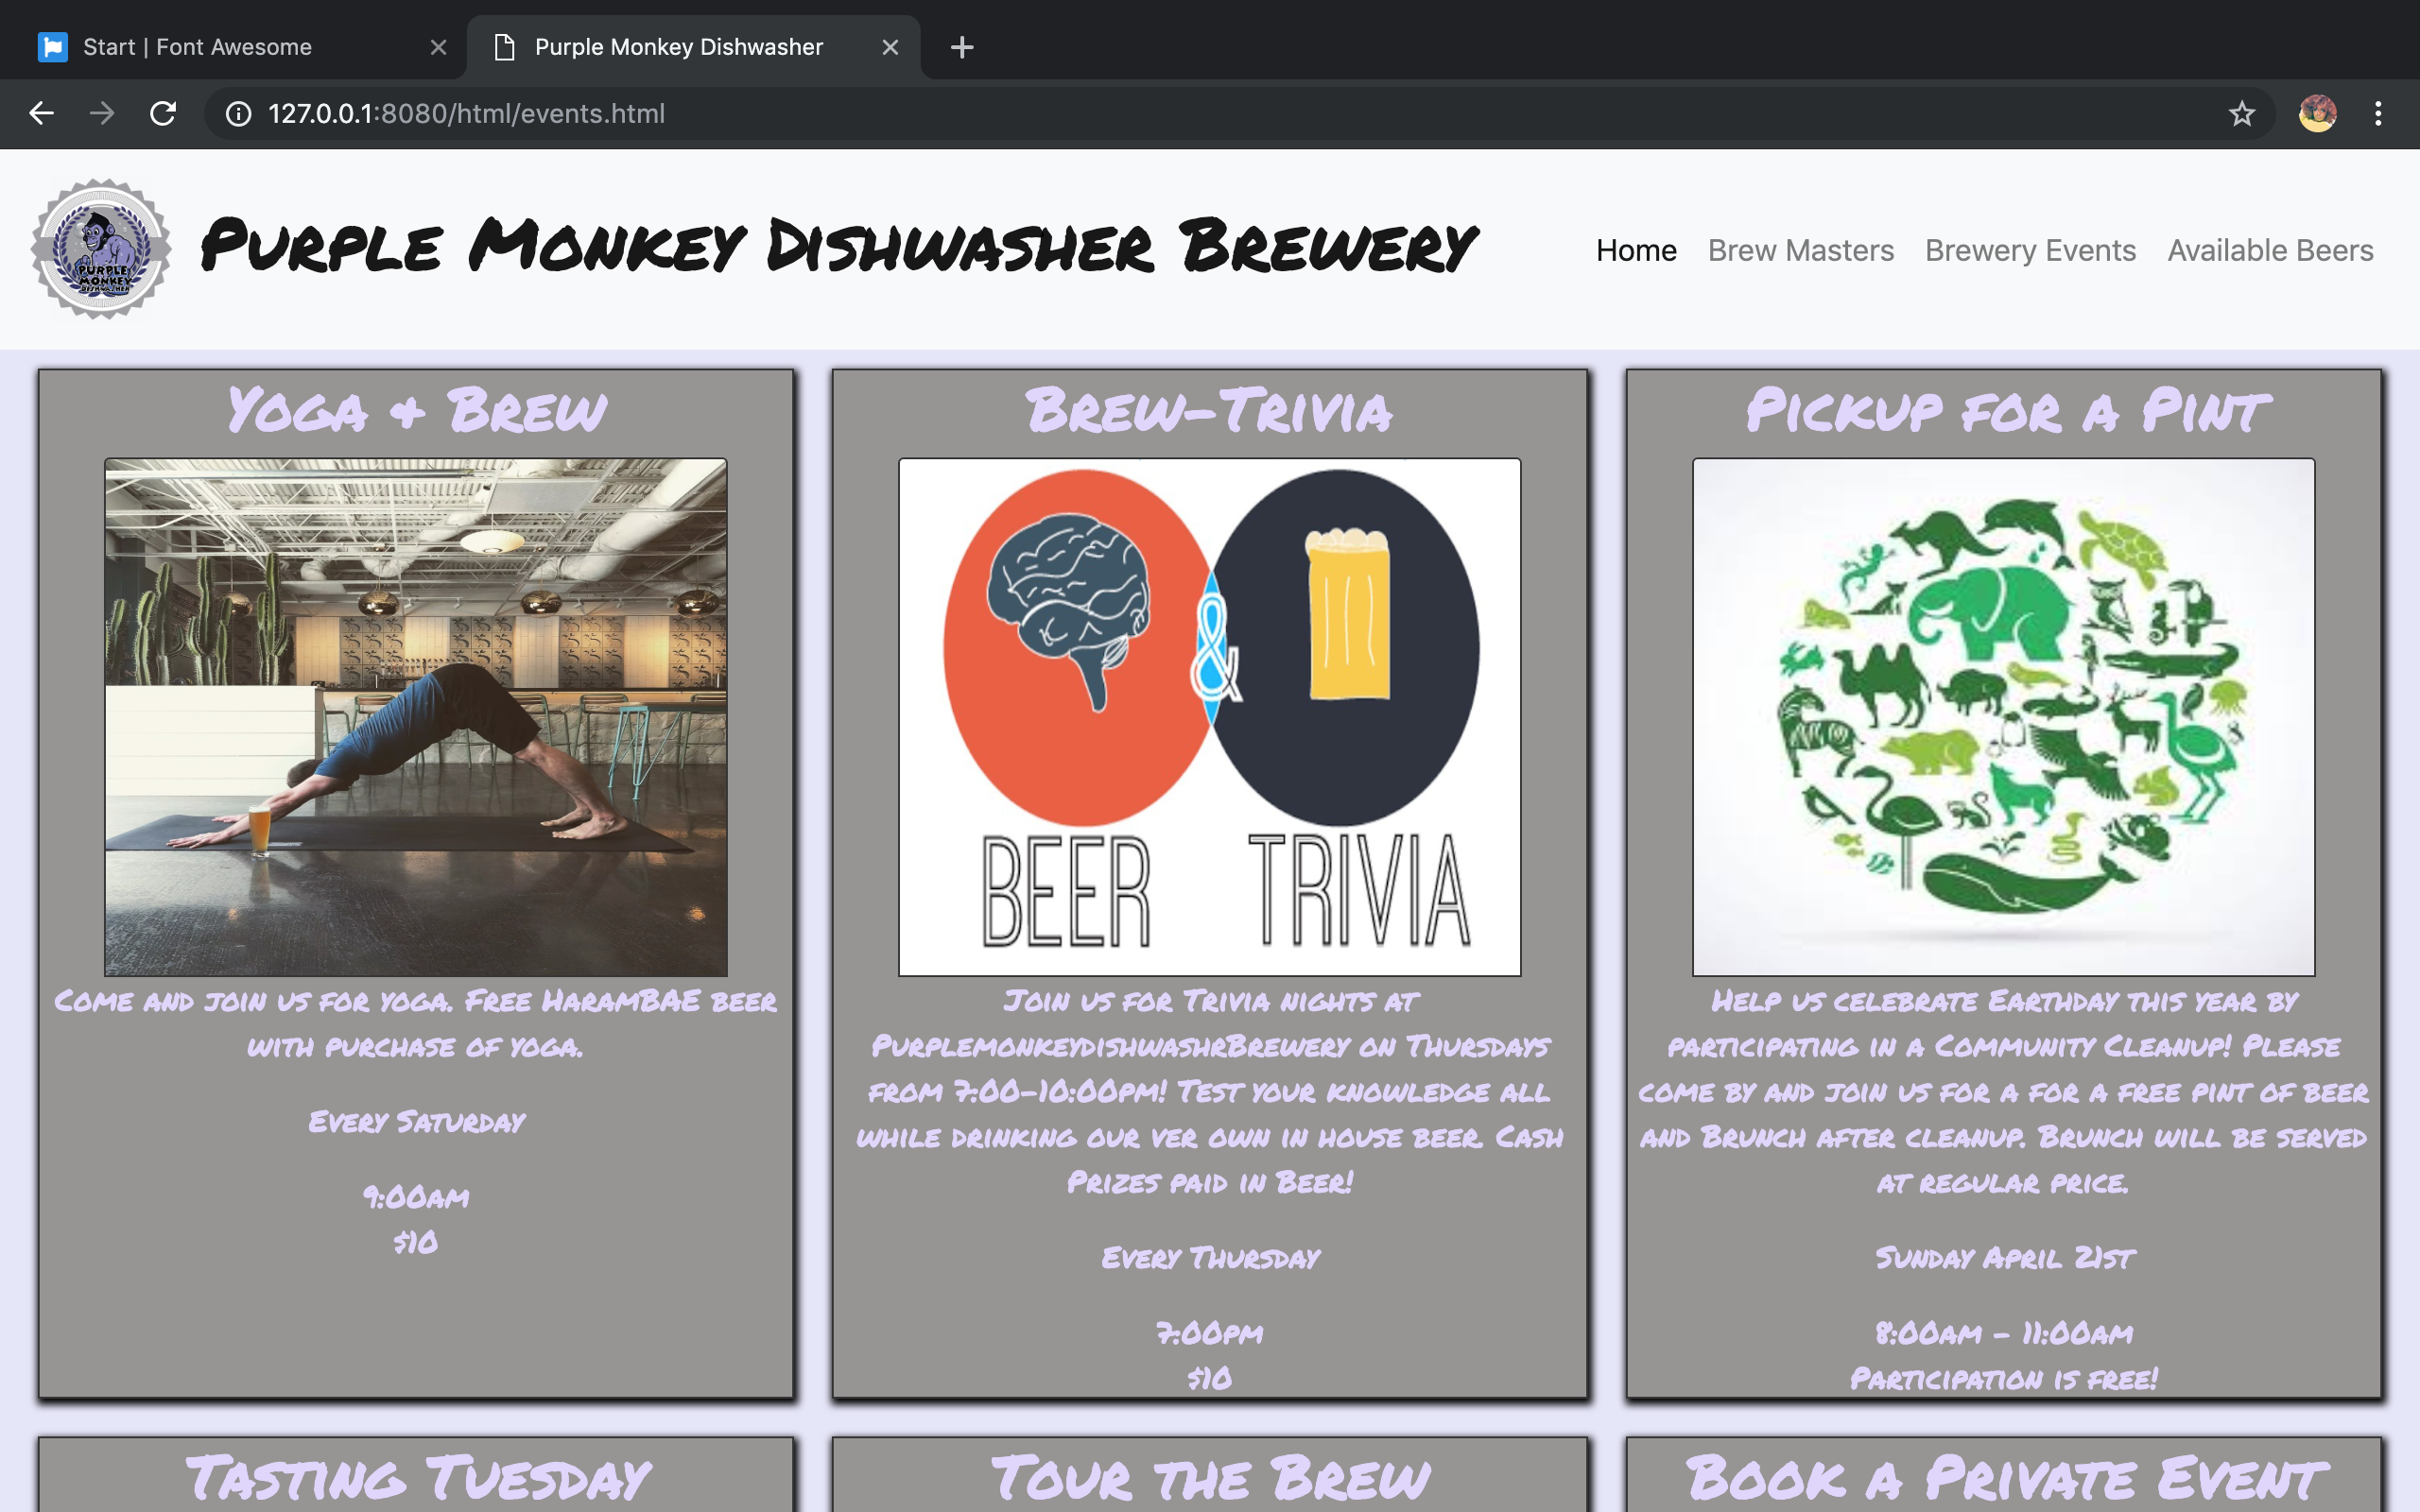 Start | Font Awesome
Purple Monkey Dishwasher
127.0.0.1:8080/html/events.html
PURPLE
MONKEY
DISHWASHER
Purple Monkey Dishwasher Brewery
Home Brew Masters Brewery Events Available Beers
Yoga & Brew
Come and join us for yoga. Free HaramBAE beer
with purchase of yoga.
Every Saturday
9:00am
$10
Brew-Trivia
&
BEER TRIVIA
Join us for Trivia nights at
PurplemonkeydishwashrBrewery on Thursdays
from 7:00-10:00pm! Test your knowledge all
while drinking our ver own in house beer. Cash
Prizes paid in Beer!
Every Thursday
7:00pm
$10
Pickup for a Pint
Help us celebrate Earthday this year by
participating in a Community Cleanup! Please
come by and join us for a for a free pint of beer
and Brunch after cleanup. Brunch will be served
at regular price.
Sunday April 21st
8:00am - 11:00am
Participation is free!
Tasting Tuesday
Tour the Brew
Book a Private Event